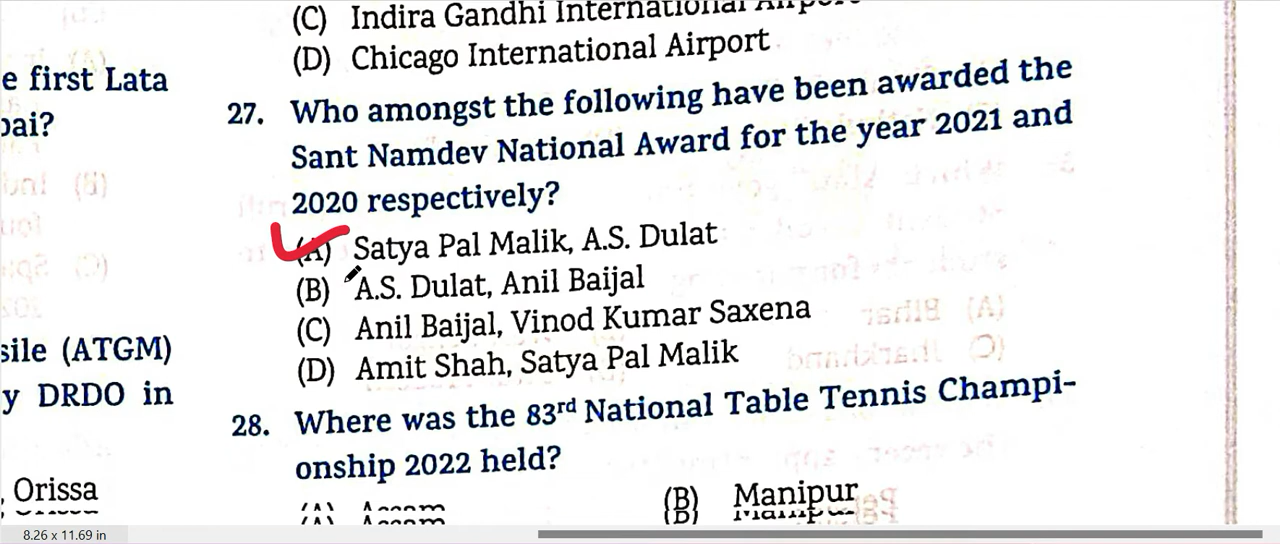 (C) Indira Gandhi International Airport
(D) Chicago International Airport
e first Lata
pai?
27. Who amongst the following have been awarded the
Sant Namdev National Award for the year 2021 and
2020 respectively?
(A) Satya Pal Malik, A.S. Dulat
(B) A.S. Dulat, Anil Baijal
(C) Anil Baijal, Vinod Kumar Saxena
(D) Amit Shah, Satya Pal Malik
sile (ATGM)
y DRDO in
28. Where was the 83rd National Table Tennis Champi-
onship 2022 held?
, Orissa
(A) Assam (B) Manipur
8.26 x 11.69 in